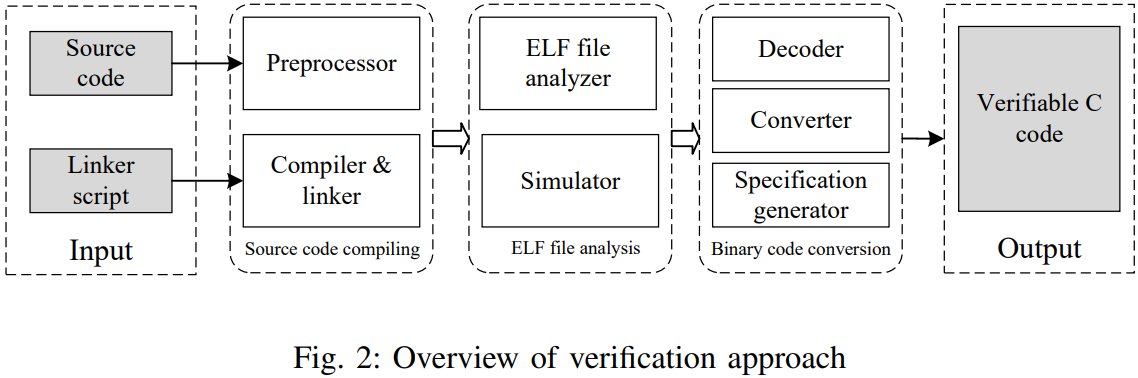 Source
code
Linker
script
Input
Preprocessor
Compiler &
linker
Source code compiling
ELF file
analyzer
Simulator
ELF file analysis
Decoder
Converter
Specification
generator
Binary code conversion
Verifiable C
code
Output
Fig. 2: Overview of verification approach